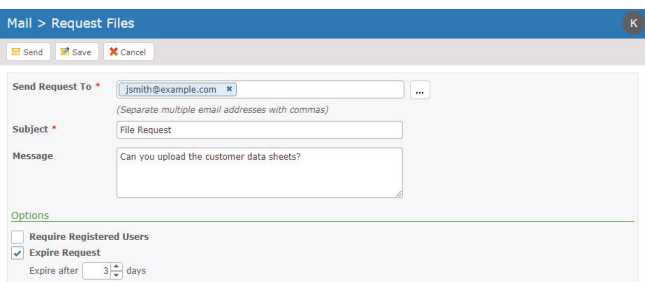 Mail > Request Files
K
Send Save Cancel
Send Request To * jsmith@example.com × ...
(Separate multiple email addresses with commas)
Subject * File Request
Message Can you upload the customer data sheets?
Options
Require Registered Users
Expire Request
Expire after 3 days